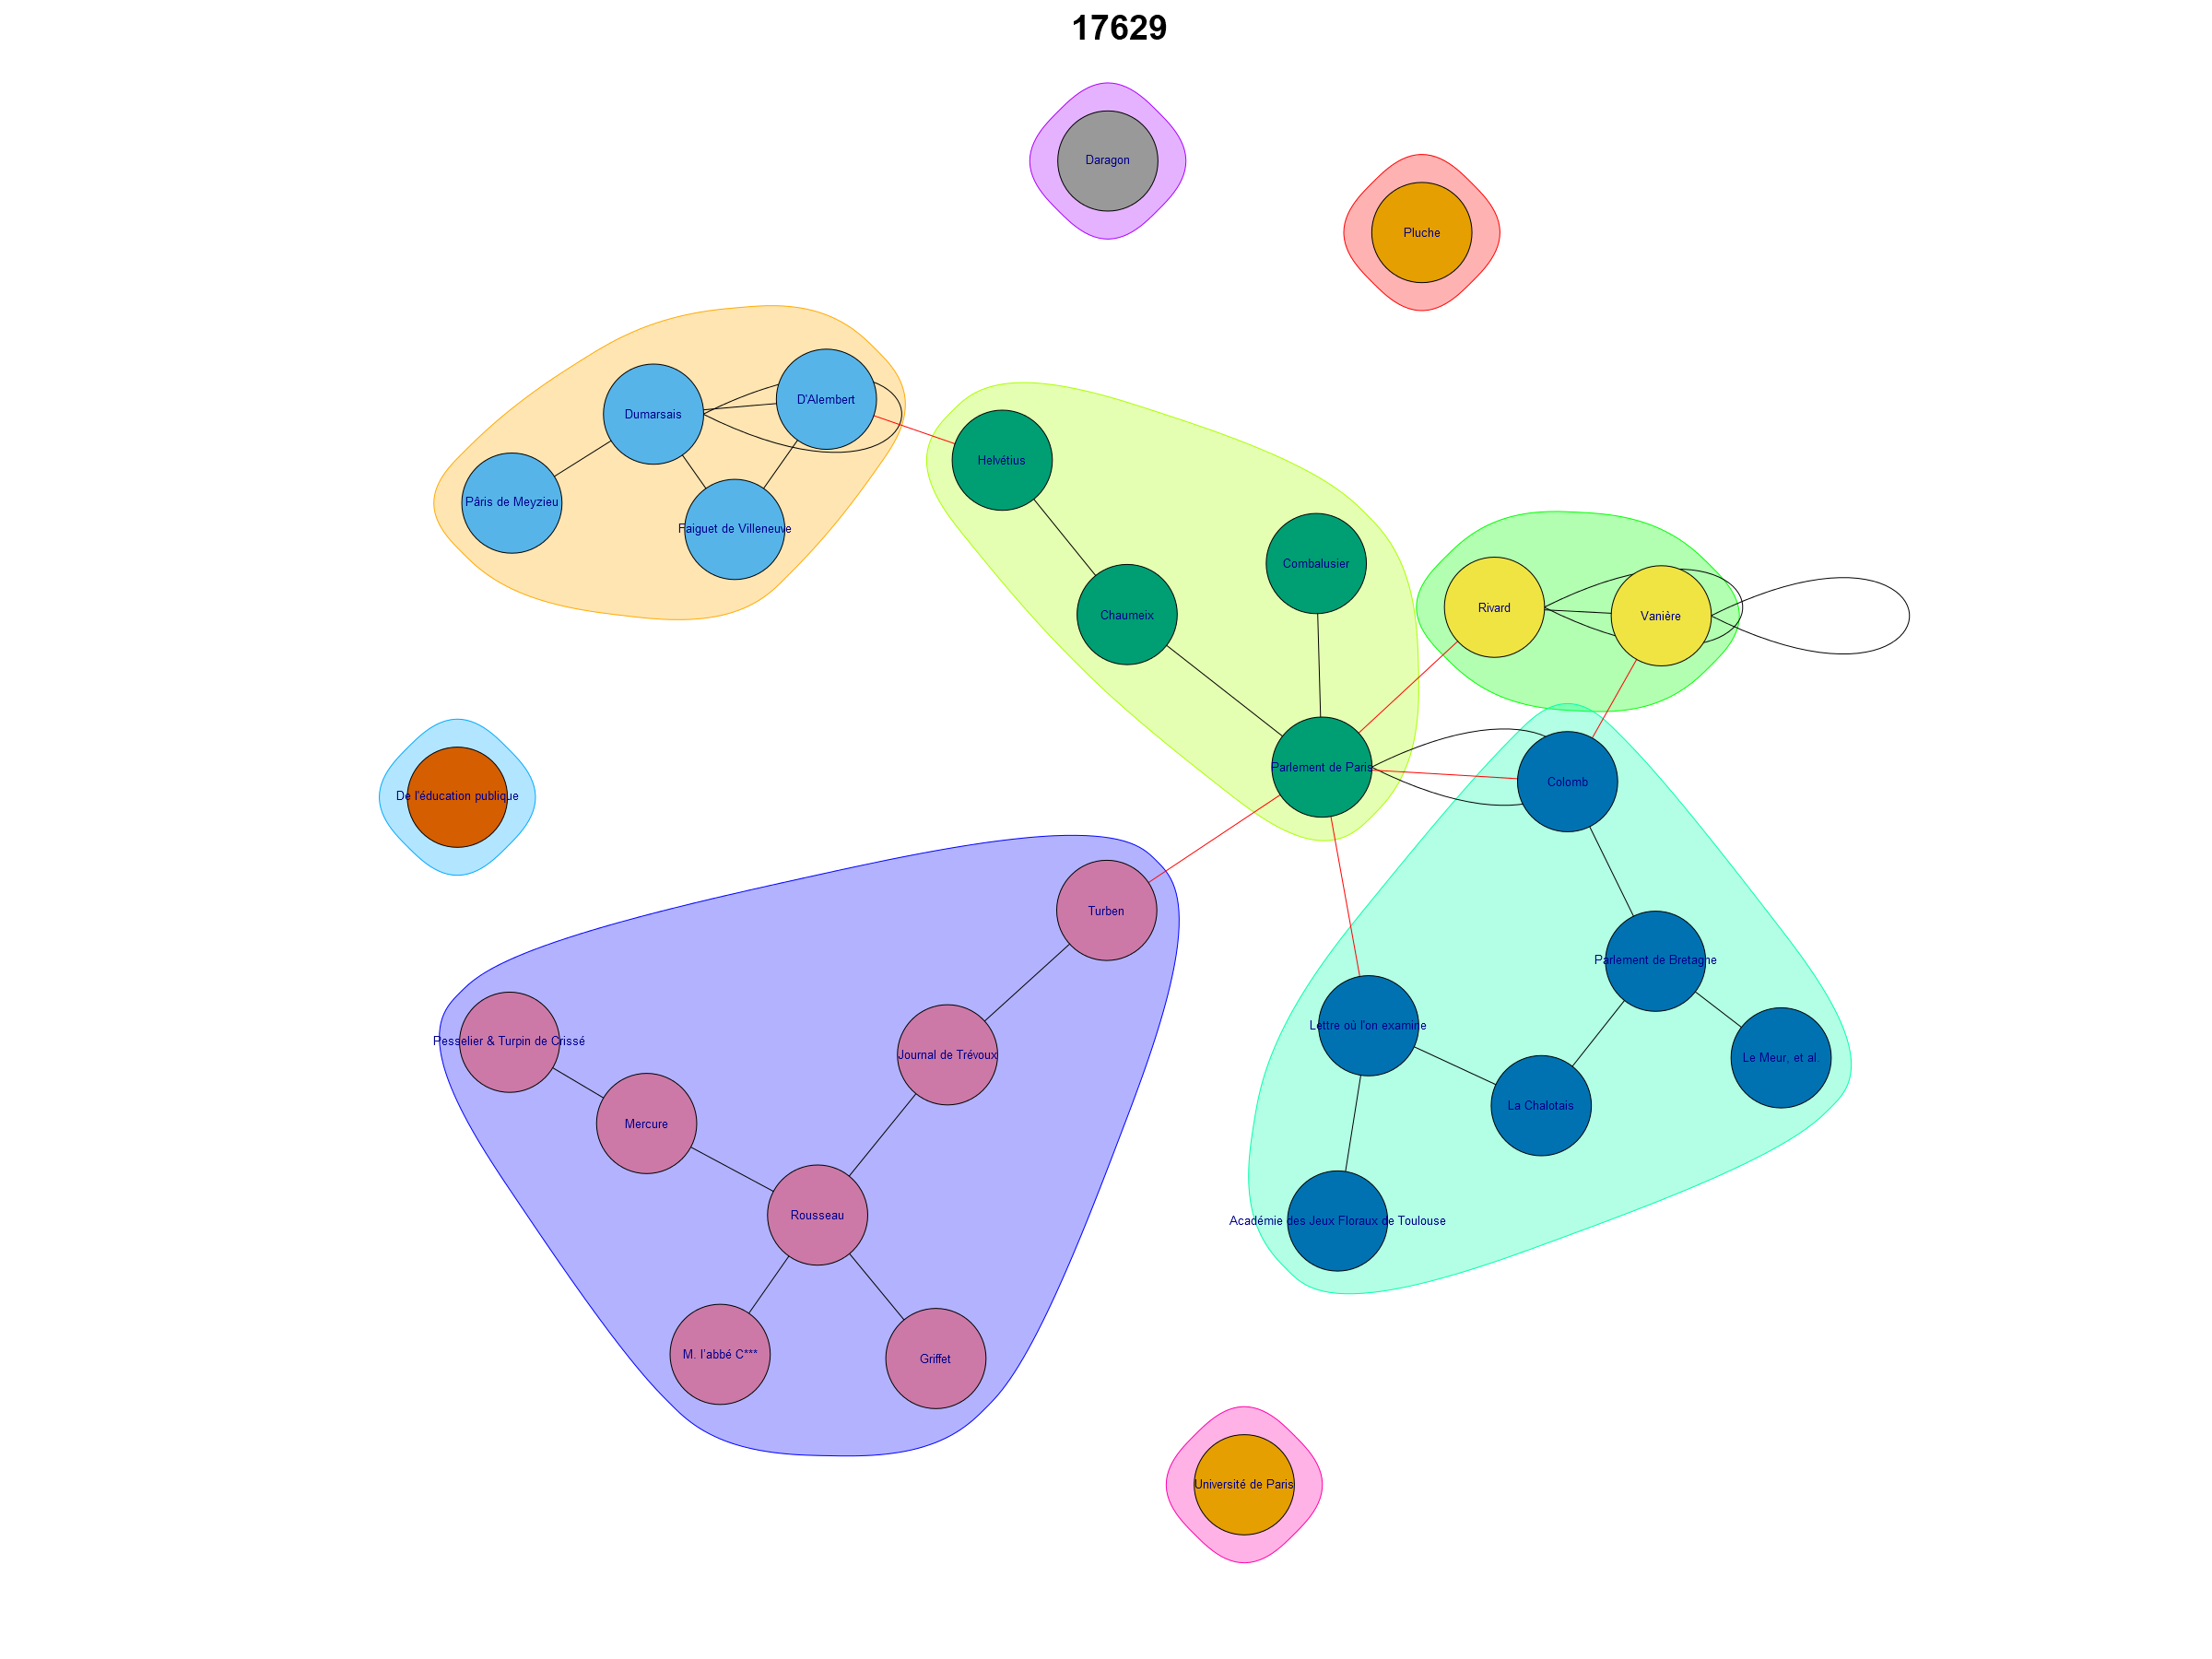 17629
Daragon
Pluche
D'Alembert
Dumarsais
Helvétius
Pâris de Meyzieu
Faiguet de Villeneuve
Combalusier
Rivard
Chaumeix
Vanière
Parlement de Paris
Colomb
De l'éducation publique
Turben
Parlement de Bretagne
Lettre où l'on examine
Pesselier & Turpin de Crissé
Journal de Trévoux
Le Meur, et al.
La Chalotais
Mercure
Rousseau
Académie des Jeux Floraux de Toulouse
M. l'abbé C***
Griffet
Université de Paris